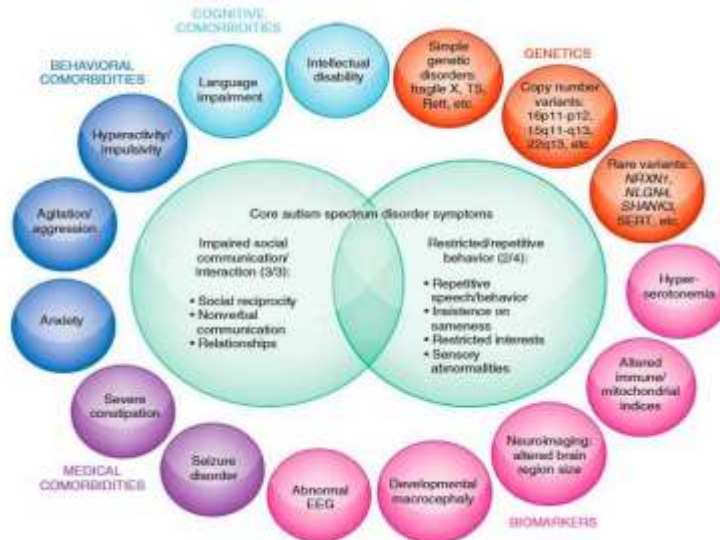 COGNITIVE
COMORBIDITIES
BEHAVIORAL
COMORBIDITIES
GENETICS
Language
impairment
Intellectual
disability
Simple
genetic
disorders:
fragile X, TS,
Rett, etc.
Copy number
variants:
16p11-p12,
15q11-q13,
22q13, etc.
Rare variants:
NRXN1,
NLGN4,
SHANK3,
SERT, etc.
Hyperactivity/
impulsivity
Agitation/
aggression
Anxiety
Core autism spectrum disorder symptoms
Impaired social
communication/
interaction (3/3):
• Social reciprocity
• Nonverbal
communication
• Relationships
Restricted/repetitive
behavior (2/4):
• Repetitive
speech/behavior
• Insistence on
sameness
• Restricted interests
• Sensory
abnormalities
Hyper-
serotonemia
Altered
immune/
mitochondrial
indices
Severe
constipation
Seizure
disorder
MEDICAL
COMORBIDITIES
Abnormal
EEG
Developmental
macrocephaly
Neuroimaging:
altered brain
region size
BIOMARKERS